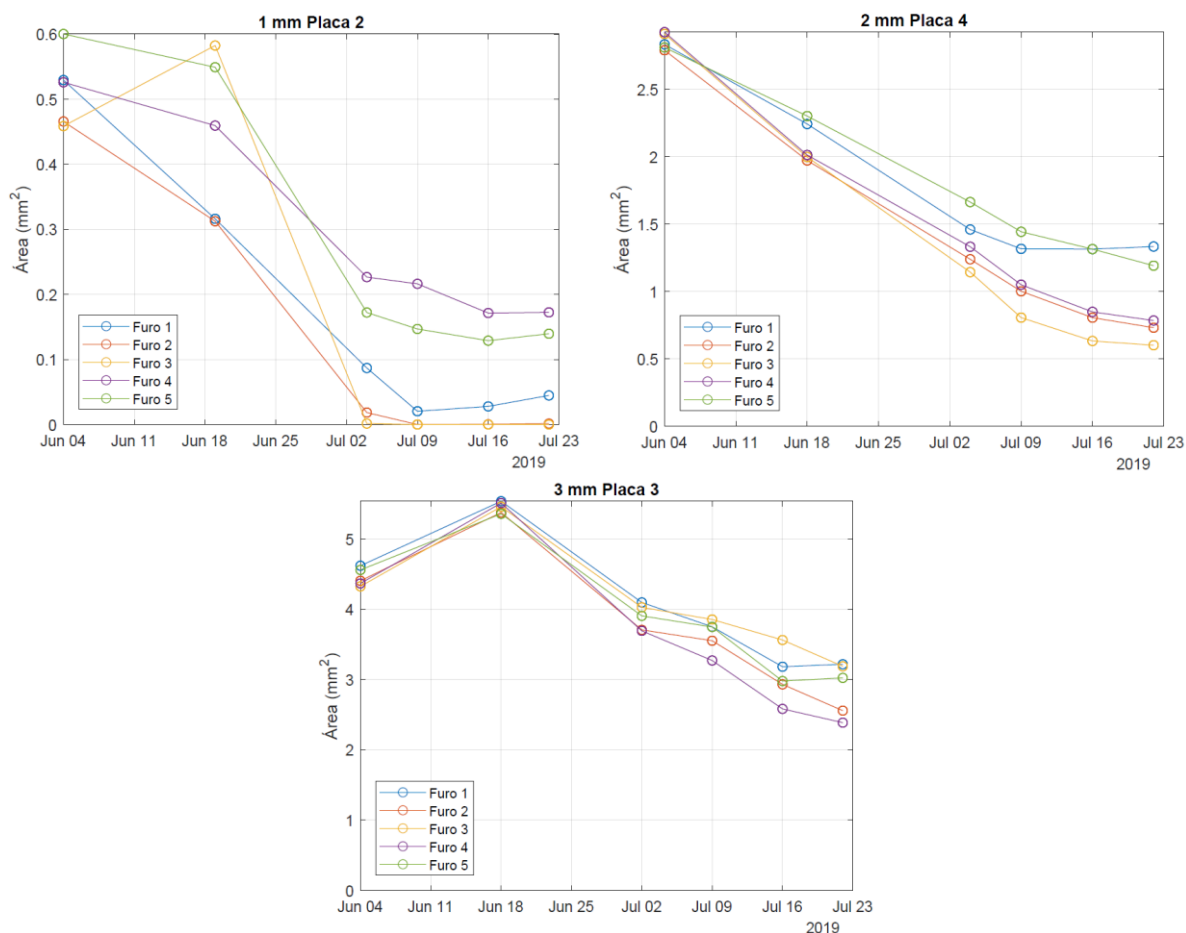 1 mm Placa 2
Área (mm²)
0.6
0.5
0.4
0.3
0.2
0.1
0
Furo 1
Furo 2
Furo 3
Furo 4
Furo 5
Jun 04 Jun 11 Jun 18 Jun 25 Jul 02 Jul 09 Jul 16 Jul 23
2019
2 mm Placa 4
Área (mm²)
2.5
2
1.5
1
0.5
0
Furo 1
Furo 2
Furo 3
Furo 4
Furo 5
Jun 04 Jun 11 Jun 18 Jun 25 Jul 02 Jul 09 Jul 16 Jul 23
2019
3 mm Placa 3
Área (mm²)
5
4
3
2
1
0
Furo 1
Furo 2
Furo 3
Furo 4
Furo 5
Jun 04 Jun 11 Jun 18 Jun 25 Jul 02 Jul 09 Jul 16 Jul 23
2019